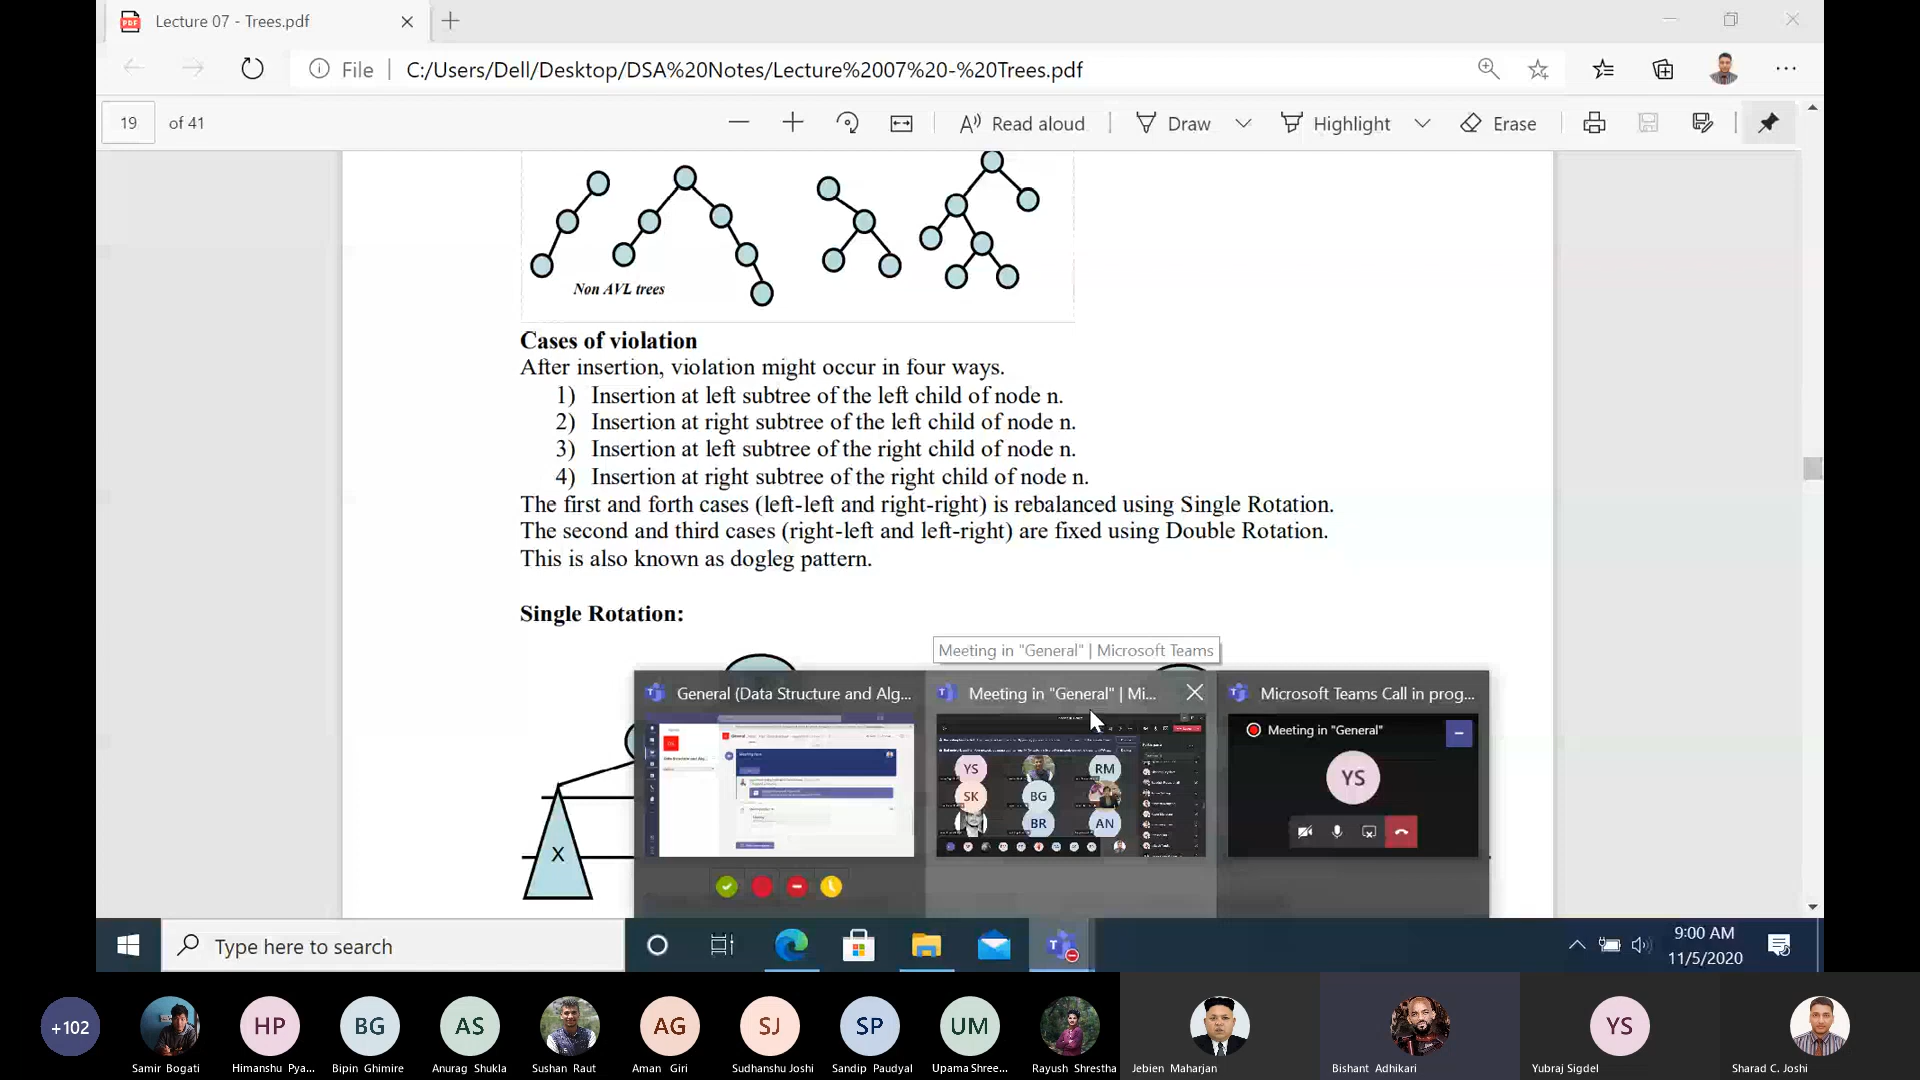 Lecture 07 - Trees.pdf
File
C:/Users/Dell/Desktop/DSA%20Notes/Lecture%2007%20-%20Trees.pdf
19 of 41
Read aloud
Draw
Highlight
Erase
Non AVL trees
Cases of violation
After insertion, violation might occur in four ways.
1) Insertion at left subtree of the left child of node n.
2) Insertion at right subtree of the left child of node n.
3) Insertion at left subtree of the right child of node n.
4) Insertion at right subtree of the right child of node n.
The first and forth cases (left-left and right-right) is rebalanced using Single Rotation.
The second and third cases (right-left and left-right) are fixed using Double Rotation.
This is also known as dogleg pattern.
Single Rotation:
Meeting in "General" | Microsoft Teams
General (Data Structure and Alg...
Meeting in "General" | Mi...
Microsoft Teams Call in prog...
Meeting in "General"
YS
RM
SK
BG
BR
AN
YS
X
Type here to search
9:00 AM
11/5/2020
+102
HP
BG
AS
AG
SJ
SP
UM
YS
Samir Bogati
Himanshu Pya...
Bipin Ghimire
Anurag Shukla
Sushan Raut
Aman Giri
Sudhanshu Joshi
Sandip Paudyal
Upama Shree...
Rayush Shrestha
Jebien Maharjan
Bishant Adhikari
Yubraj Sigdel
Sharad C. Joshi